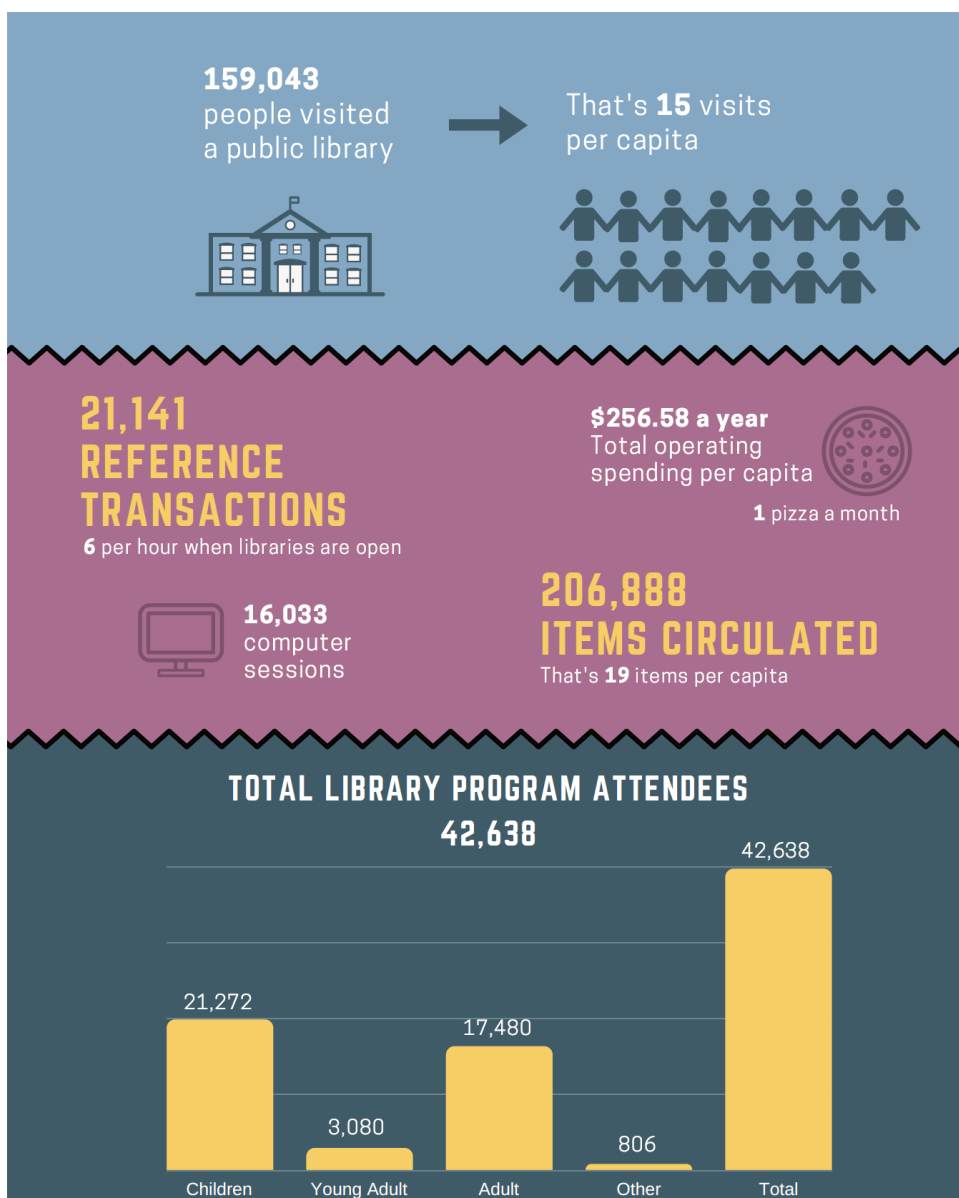 159,043
people visited
a public library
That's 15 visits
per capita
21,141
REFERENCE
TRANSACTIONS
6 per hour when libraries are open
$256.58 a year
Total operating
spending per capita
1 pizza a month
16,033
computer
sessions
206,888
ITEMS CIRCULATED
That's 19 items per capita
TOTAL LIBRARY PROGRAM ATTENDEES
42,638
42,638
21,272
17,480
3,080
806
Children Young Adult Adult Other Total